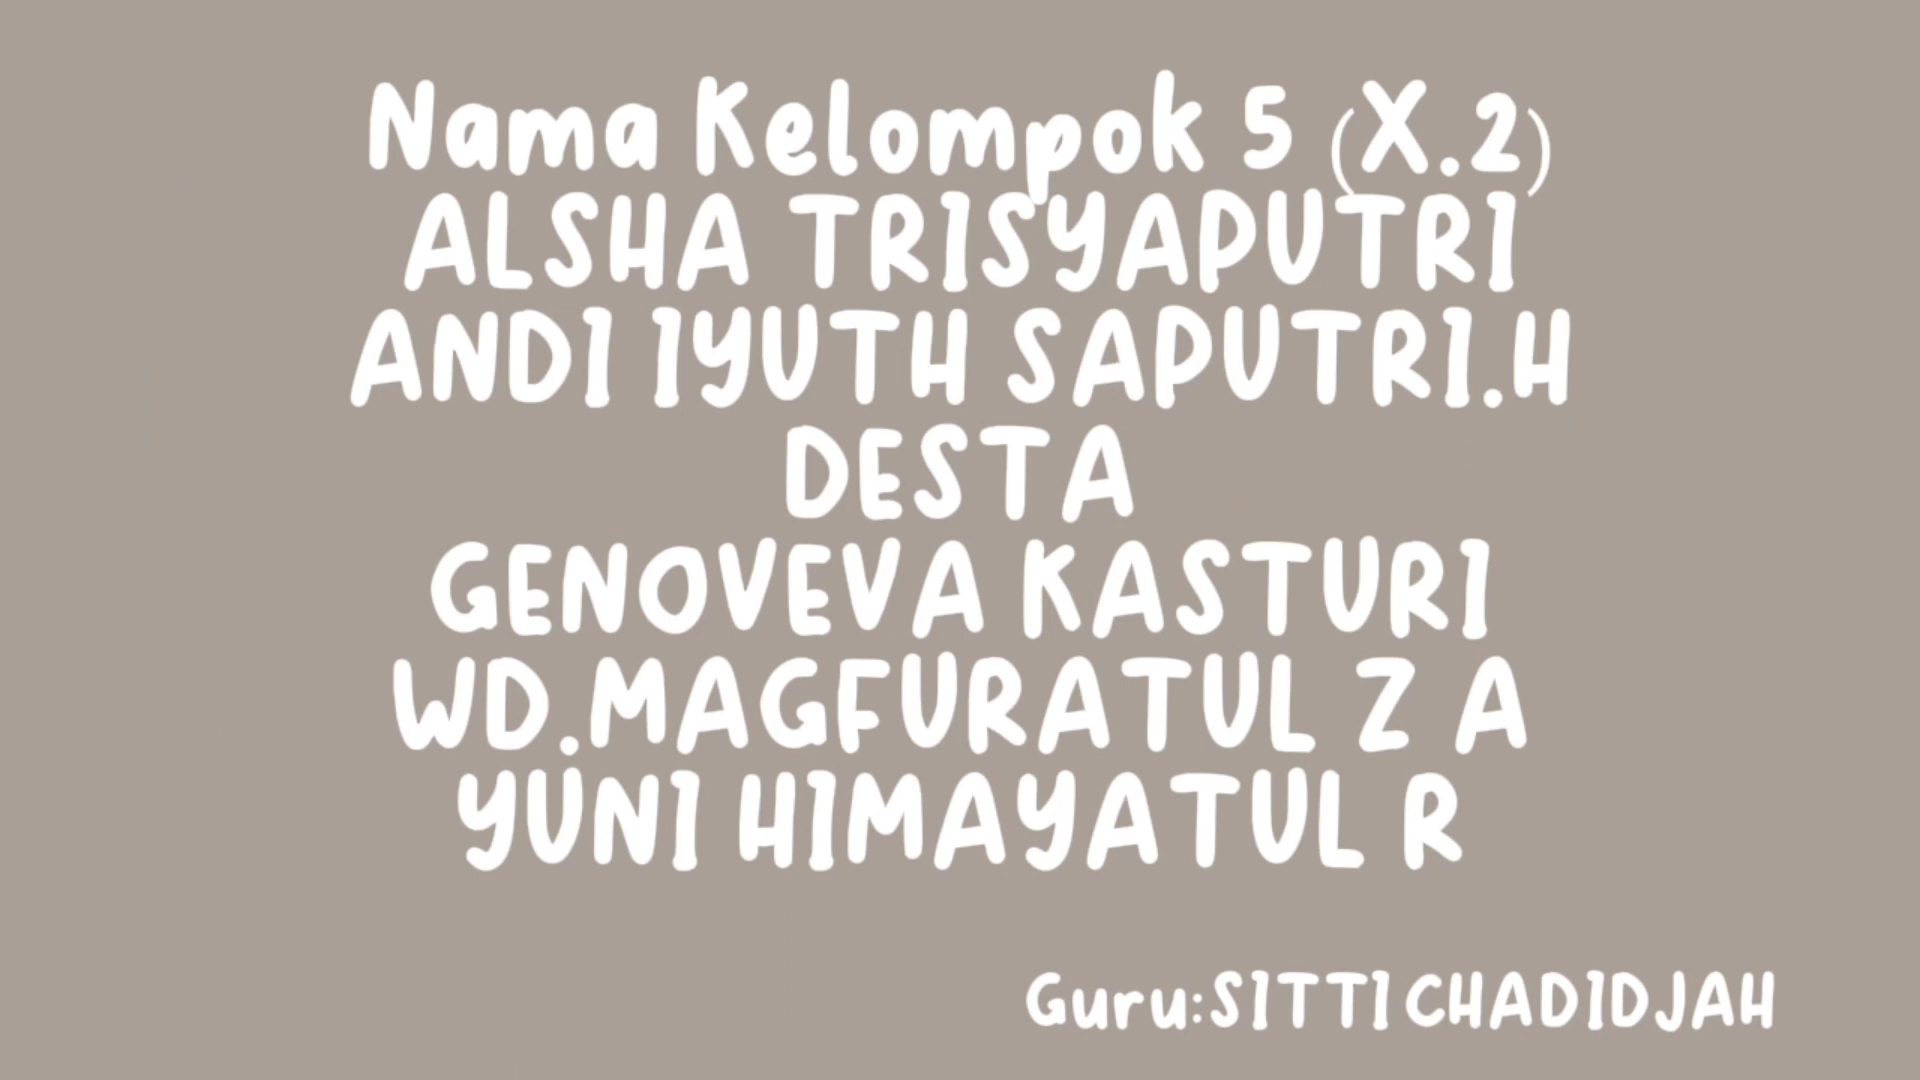 Nama Kelompok 5 (X.2)
ALSHA TRISYAPUTRI
ANDI IYUTH SAPUTRI.H
DESTA
GENOVEVA KASTURI
WD.MAGFURATUL Z A
YUNI HIMAYATUL R
Guru:SITTI CHADIDJAH